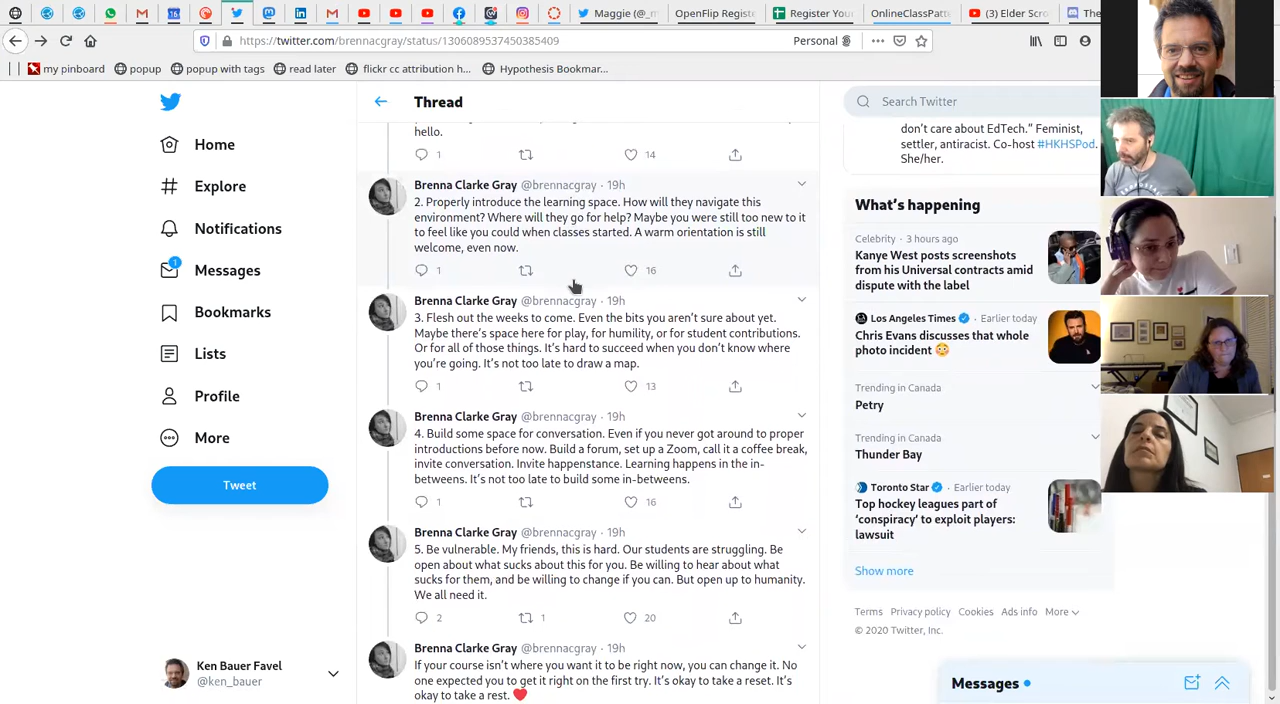 Maggie (@_m
OpenFlip Regist
Register You
OnlineClassPatt
(3) Elder Scro
The
https://twitter.com/brennacgray/status/1306089537450385409
Personal
my pinboard
popup
popup with tags
read later
flickr cc attribution h...
Hypothesis Bookmar...
Home
Explore
Notifications
1
Messages
Bookmarks
Lists
Profile
More
Tweet
Ken Bauer Favel
@ken_bauer
Thread
hello.
1 14
Brenna Clarke Gray @brennacgray · 19h
2. Properly introduce the learning space. How will they navigate this
environment? Where will they go for help? Maybe you were still too new to it
to feel like you could when classes started. A warm orientation is still
welcome, even now.
1 16
Brenna Clarke Gray @brennacgray · 19h
3. Flesh out the weeks to come. Even the bits you aren't sure about yet.
Maybe there's space here for play, for humility, or for student contributions.
Or for all of those things. It's hard to succeed when you don't know where
you're going. It's not too late to draw a map.
1 13
Brenna Clarke Gray @brennacgray · 19h
4. Build some space for conversation. Even if you never got around to proper
introductions before now. Build a forum, set up a Zoom, call it a coffee break,
invite conversation. Invite happenstance. Learning happens in the in-
betweens. It's not too late to build some in-betweens.
1 16
Brenna Clarke Gray @brennacgray · 19h
5. Be vulnerable. My friends, this is hard. Our students are struggling. Be
open about what sucks about this for you. Be willing to hear about what
sucks for them, and be willing to change if you can. But open up to humanity.
We all need it.
2 1 20
Brenna Clarke Gray @brennacgray · 19h
If your course isn't where you want it to be right now, you can change it. No
one expected you to get it right on the first try. It's okay to take a reset. It's
okay to take a rest. ❤️
Search Twitter
don't care about EdTech." Feminist,
settler, antiracist. Co-host #HKHSPod.
She/her.
What's happening
Celebrity · 3 hours ago
Kanye West posts screenshots
from his Universal contracts amid
dispute with the label
Los Angeles Times · Earlier today
Chris Evans discusses that whole
photo incident 😳
Trending in Canada
Petry
Trending in Canada
Thunder Bay
Toronto Star · Earlier today
Top hockey leagues part of
'conspiracy' to exploit players:
lawsuit
Show more
Terms Privacy policy Cookies Ads info More
© 2020 Twitter, Inc.
Messages